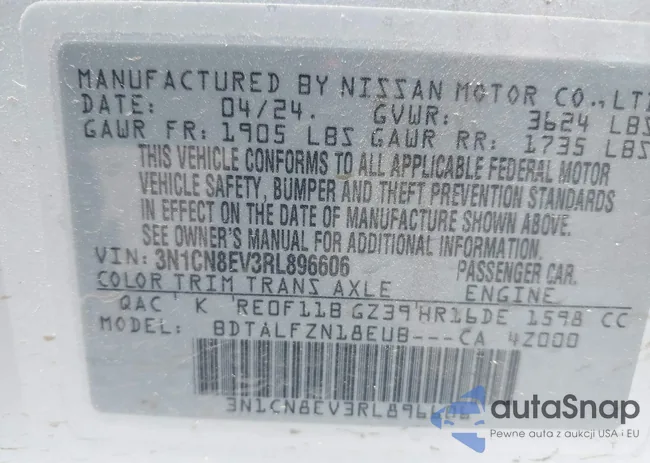 MANUFACTURED BY NISSAN MOTOR CO., LTD
DATE: 04/24. GVWR: 3624 LBS
GAWR FR: 1905 LBS GAWR RR: 1735 LBS
THIS VEHICLE CONFORMS TO ALL APPLICABLE FEDERAL MOTOR
VEHICLE SAFETY, BUMPER AND THEFT PREVENTION STANDARDS
IN EFFECT ON THE DATE OF MANUFACTURE SHOWN ABOVE.
SEE OWNER'S MANUAL FOR ADDITIONAL INFORMATION.
VIN: 3N1CN8EV3RL896606 PASSENGER CAR.
COLOR TRIM TRANS AXLE ENGINE
QAC K RE0F11B GZ39 HR16DE 1598 CC
MODEL: BDTALFZN18EUB---CA 4Z000
3N1CN8EV3RL896606
autoSnap
Pewne auta z aukcji USA i EU